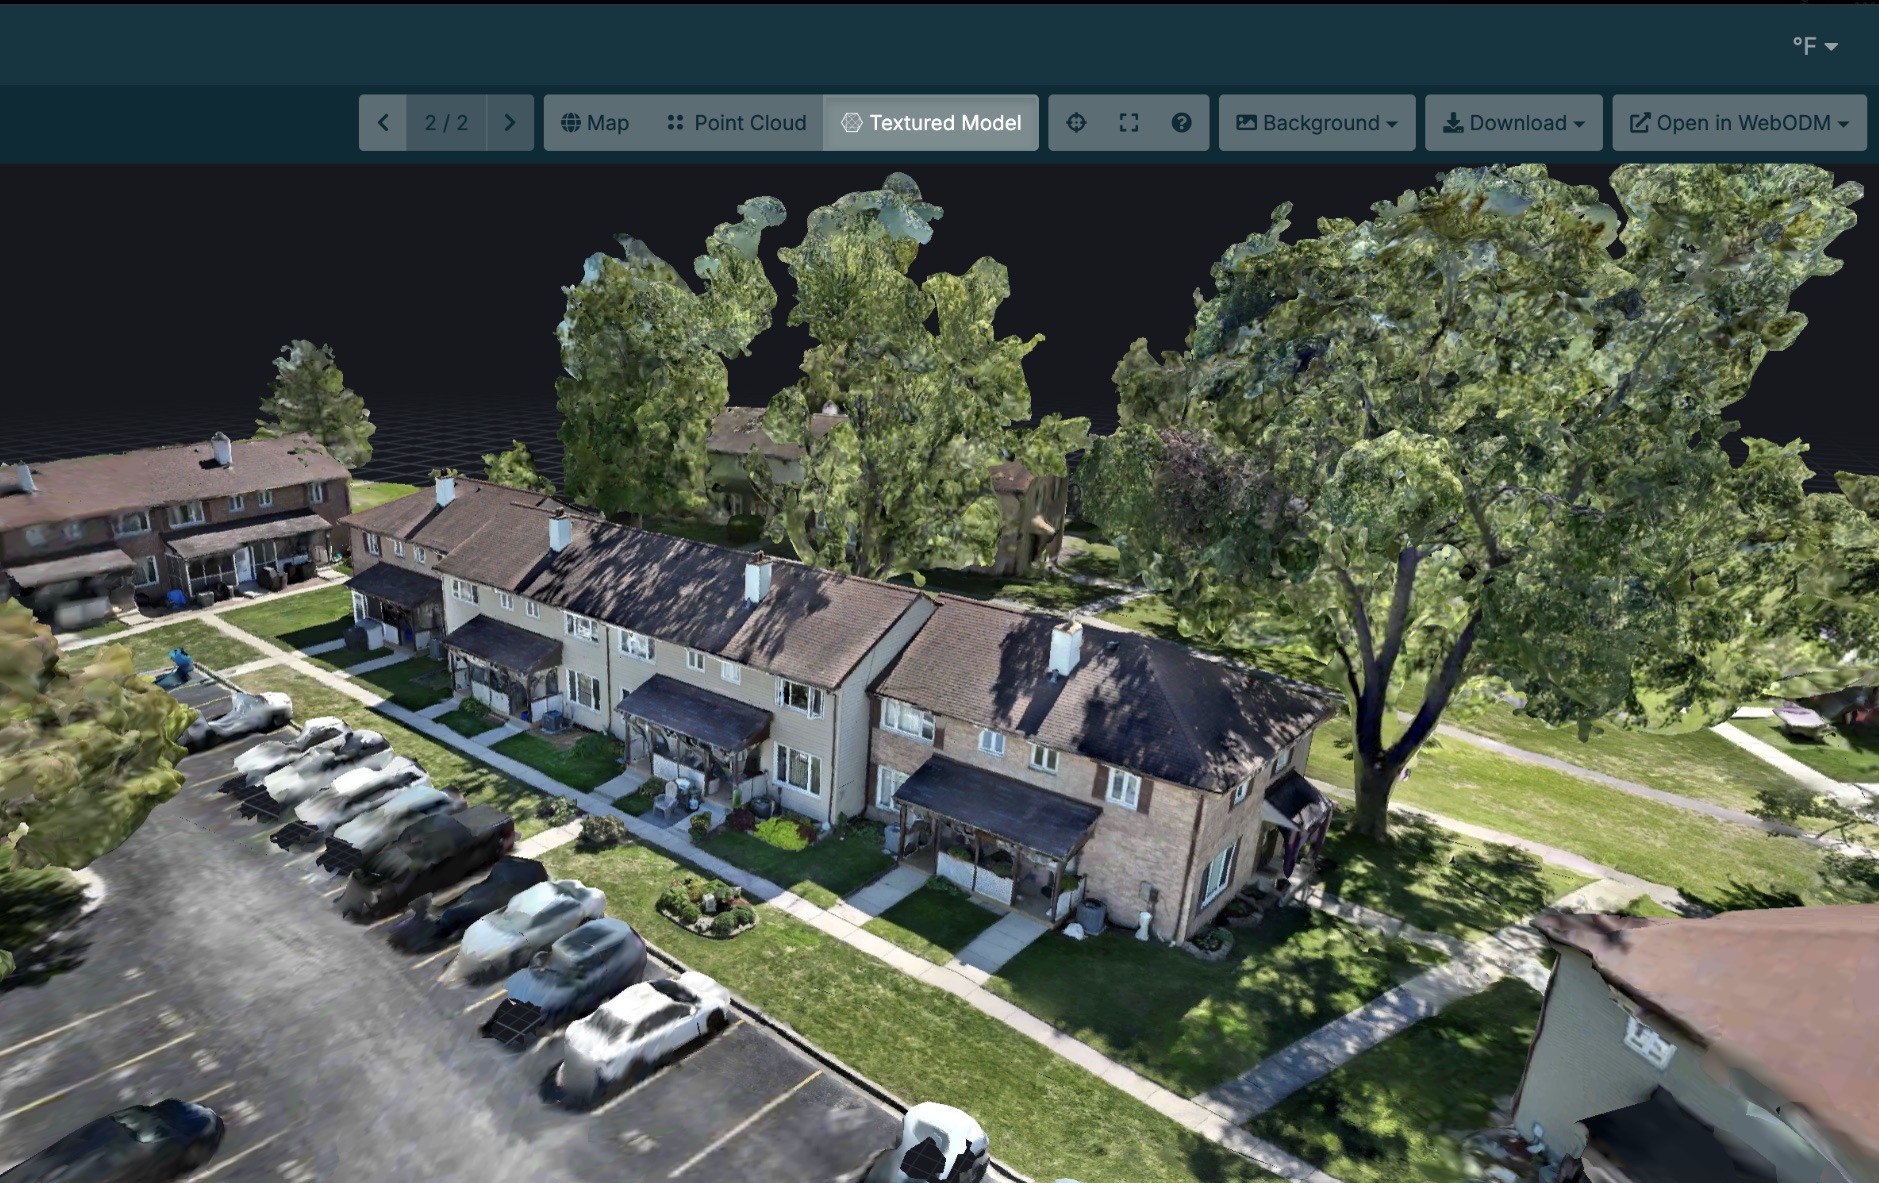 °F
2 / 2
Map
Point Cloud
Textured Model
Background
Download
Open in WebODM